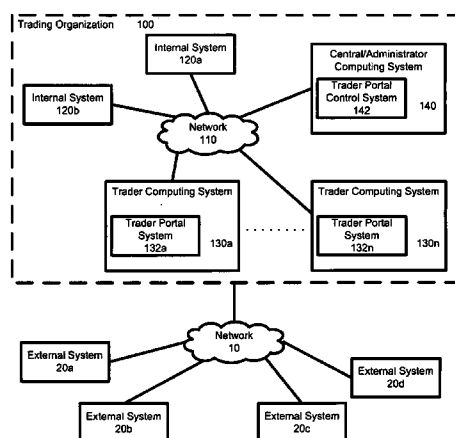 Trading Organization 100
Internal System
120a
Central/Administrator
Computing System
Trader Portal
Control System
142
140
Internal System
120b
Network
110
Trader Computing System
Trader Portal
System
132a
130a
Trader Computing System
Trader Portal
System
132n
130n
Network
10
External System
20a
External System
20d
External System
20b
External System
20c